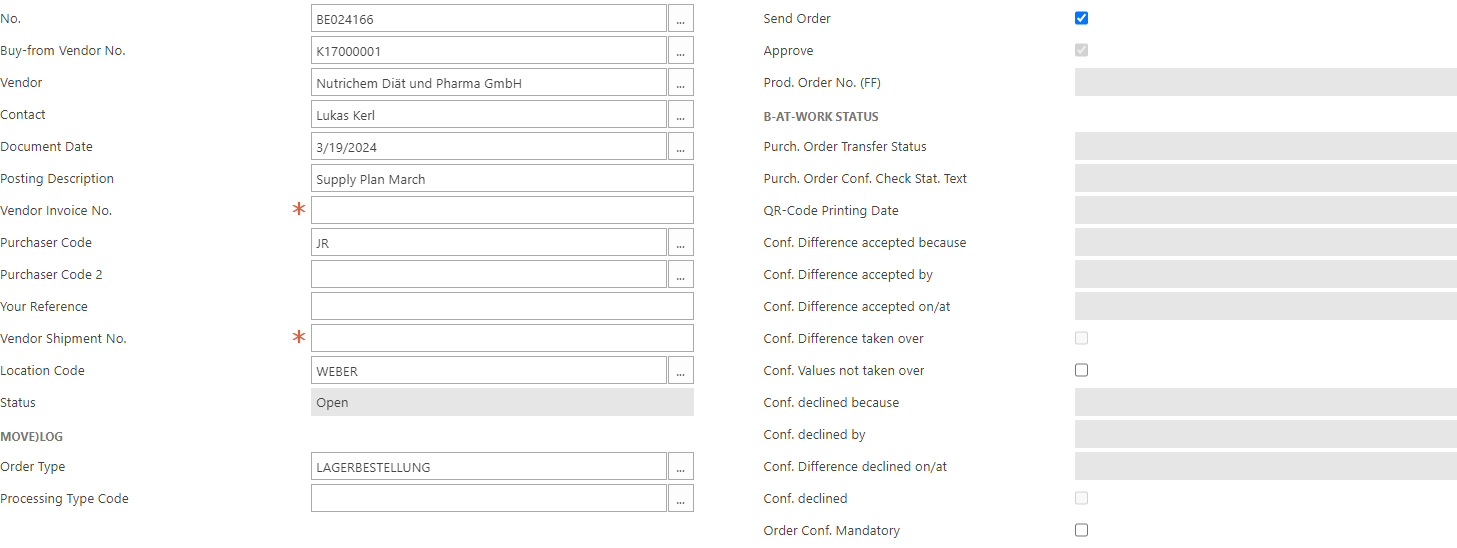 No. BE024166 ...
Buy-from Vendor No. K17000001 ...
Vendor Nutrichem Diät und Pharma GmbH ...
Contact Lukas Kerl ...
Document Date 3/19/2024 ...
Posting Description Supply Plan March
Vendor Invoice No. *
Purchaser Code JR ...
Purchaser Code 2 ...
Your Reference
Vendor Shipment No. *
Location Code WEBER ...
Status Open
MOVE)LOG
Order Type LAGERBESTELLUNG ...
Processing Type Code ...
Send Order
Approve
Prod. Order No. (FF)
B-AT-WORK STATUS
Purch. Order Transfer Status
Purch. Order Conf. Check Stat. Text
QR-Code Printing Date
Conf. Difference accepted because
Conf. Difference accepted by
Conf. Difference accepted on/at
Conf. Difference taken over
Conf. Values not taken over
Conf. declined because
Conf. declined by
Conf. Difference declined on/at
Conf. declined
Order Conf. Mandatory